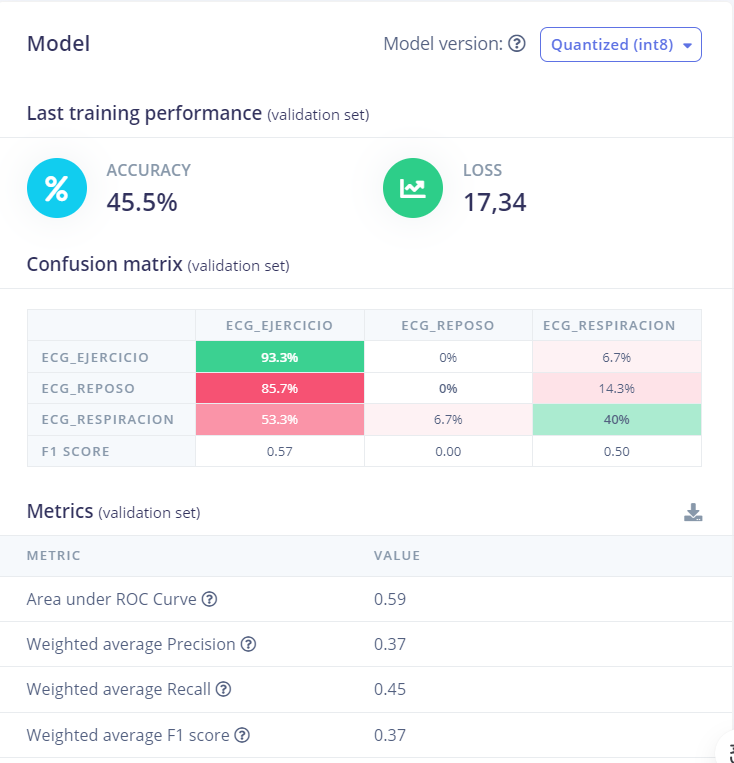 Model
Model version: Quantized (int8)
Last training performance (validation set)
%
ACCURACY
45.5%
LOSS
17,34
Confusion matrix (validation set)
ECG_EJERCICIO ECG_REPOSO ECG_RESPIRACION
ECG_EJERCICIO 93.3% 0% 6.7%
ECG_REPOSO 85.7% 0% 14.3%
ECG_RESPIRACION 53.3% 6.7% 40%
F1 SCORE 0.57 0.00 0.50
Metrics (validation set)
METRIC VALUE
Area under ROC Curve 0.59
Weighted average Precision 0.37
Weighted average Recall 0.45
Weighted average F1 score 0.37